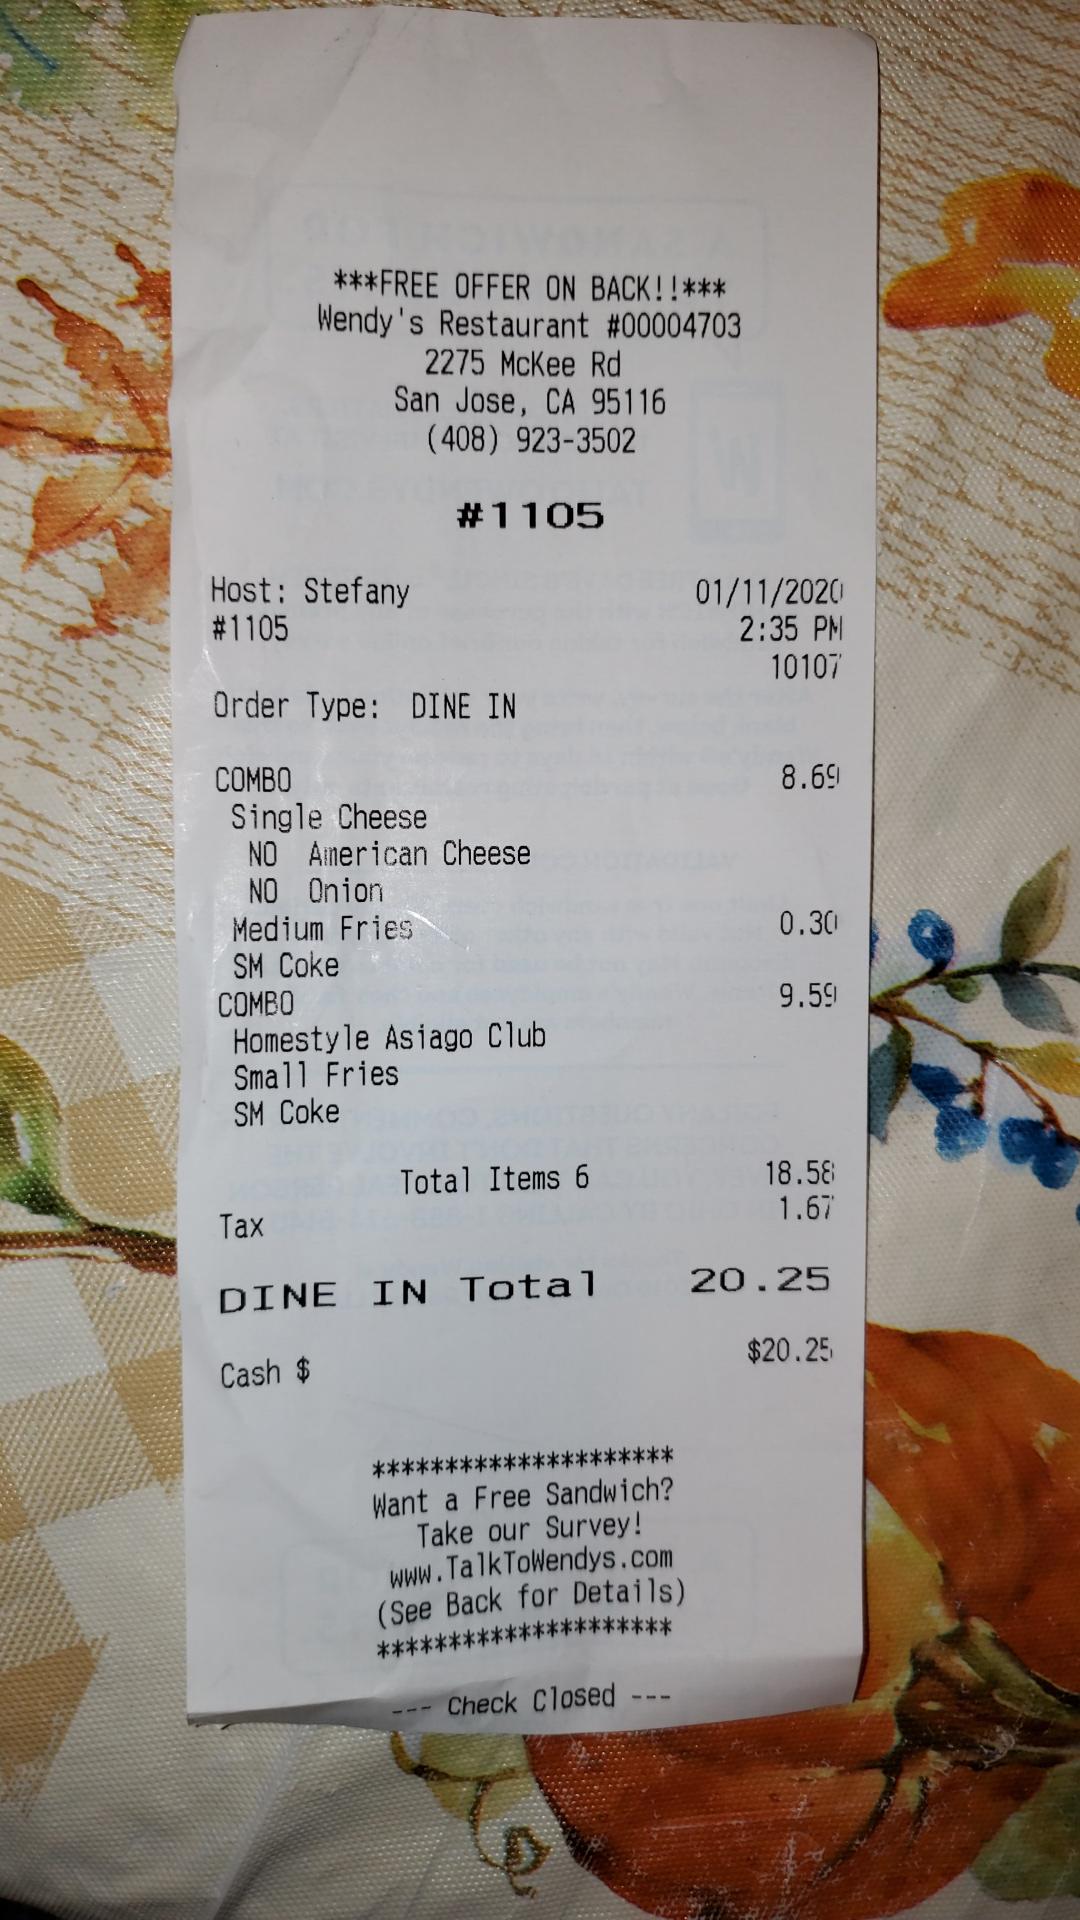 ***FREE OFFER ON BACK!!***
Wendy's Restaurant #00004703
2275 McKee Rd
San Jose, CA 95116
(408) 923-3502
#1105
Host: Stefany 01/11/2020
#1105 2:35 PM
10107
Order Type: DINE IN
COMBO 8.69
Single Cheese
NO American Cheese
NO Onion
Medium Fries 0.30
SM Coke
COMBO 9.59
Homestyle Asiago Club
Small Fries
SM Coke
Total Items 6 18.58
Tax 1.67
DINE IN Total 20.25
Cash $ $20.25
*********************
Want a Free Sandwich?
Take our Survey!
www.TalkToWendys.com
(See Back for Details)
*********************
--- Check Closed ---